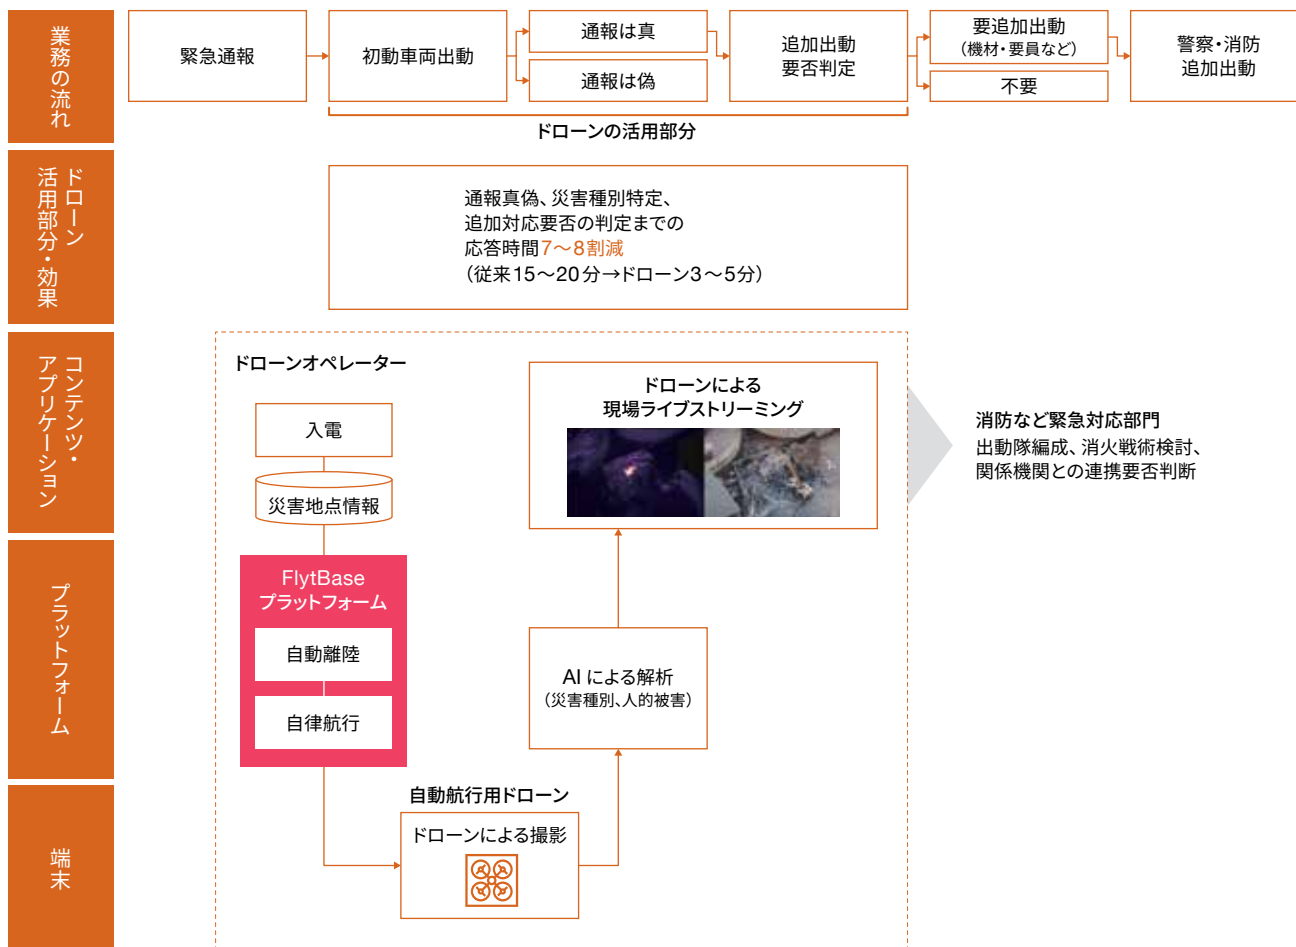 業務の流れ
緊急通報
初動車両出動
通報は真
通報は偽
追加出動
要否判定
要追加出動
（機材・要員など）
不要
警察・消防
追加出動
ドローンの活用部分
ドローン
活用部分・効果
通報真偽、災害種別特定、
追加対応要否の判定までの
応答時間7〜8割減
（従来15〜20分→ドローン3〜5分）
コンテンツ・
アプリケーション
ドローンオペレーター
入電
災害地点情報
ドローンによる
現場ライブストリーミング
消防など緊急対応部門
出動隊編成、消火戦術検討、
関係機関との連携要否判断
プラットフォーム
FlytBase
プラットフォーム
自動離陸
自律航行
AIによる解析
（災害種別、人的被害）
端末
自動航行用ドローン
ドローンによる撮影